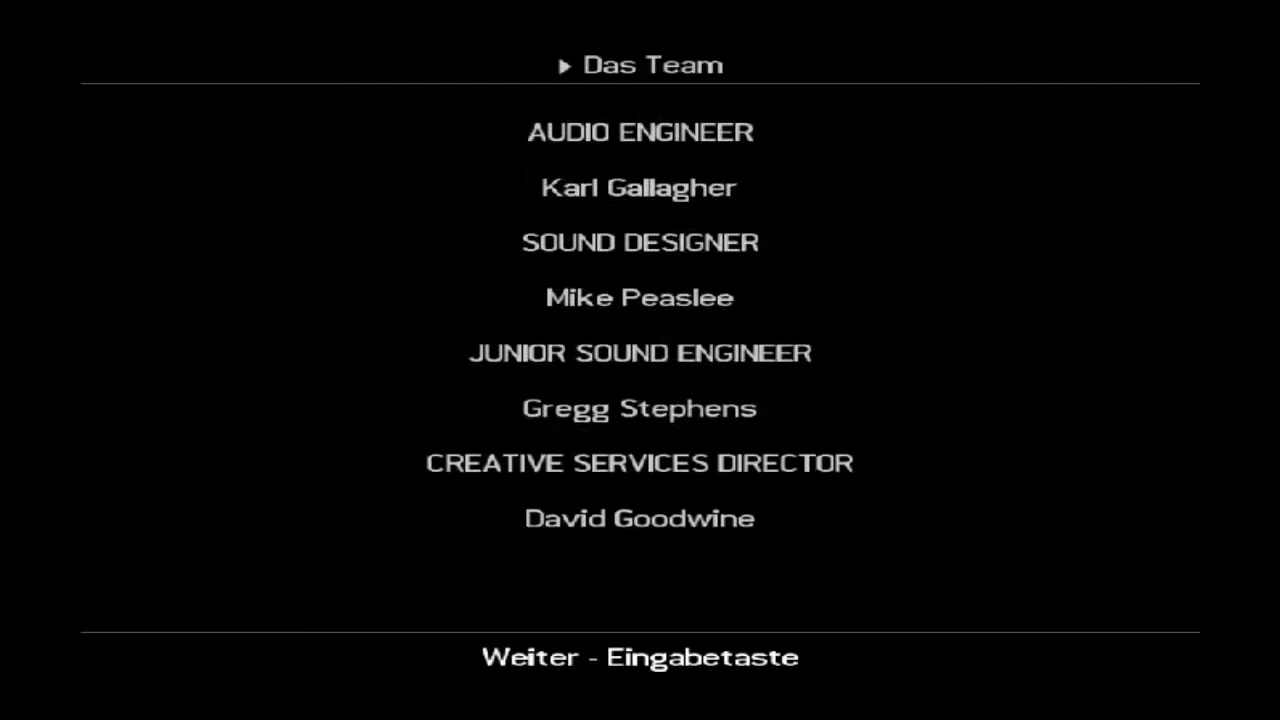 Das Team
AUDIO ENGINEER
Karl Gallagher
SOUND DESIGNER
Mike Peaslee
JUNIOR SOUND ENGINEER
Gregg Stephens
CREATIVE SERVICES DIRECTOR
David Goodwine
Weiter - Eingabetaste